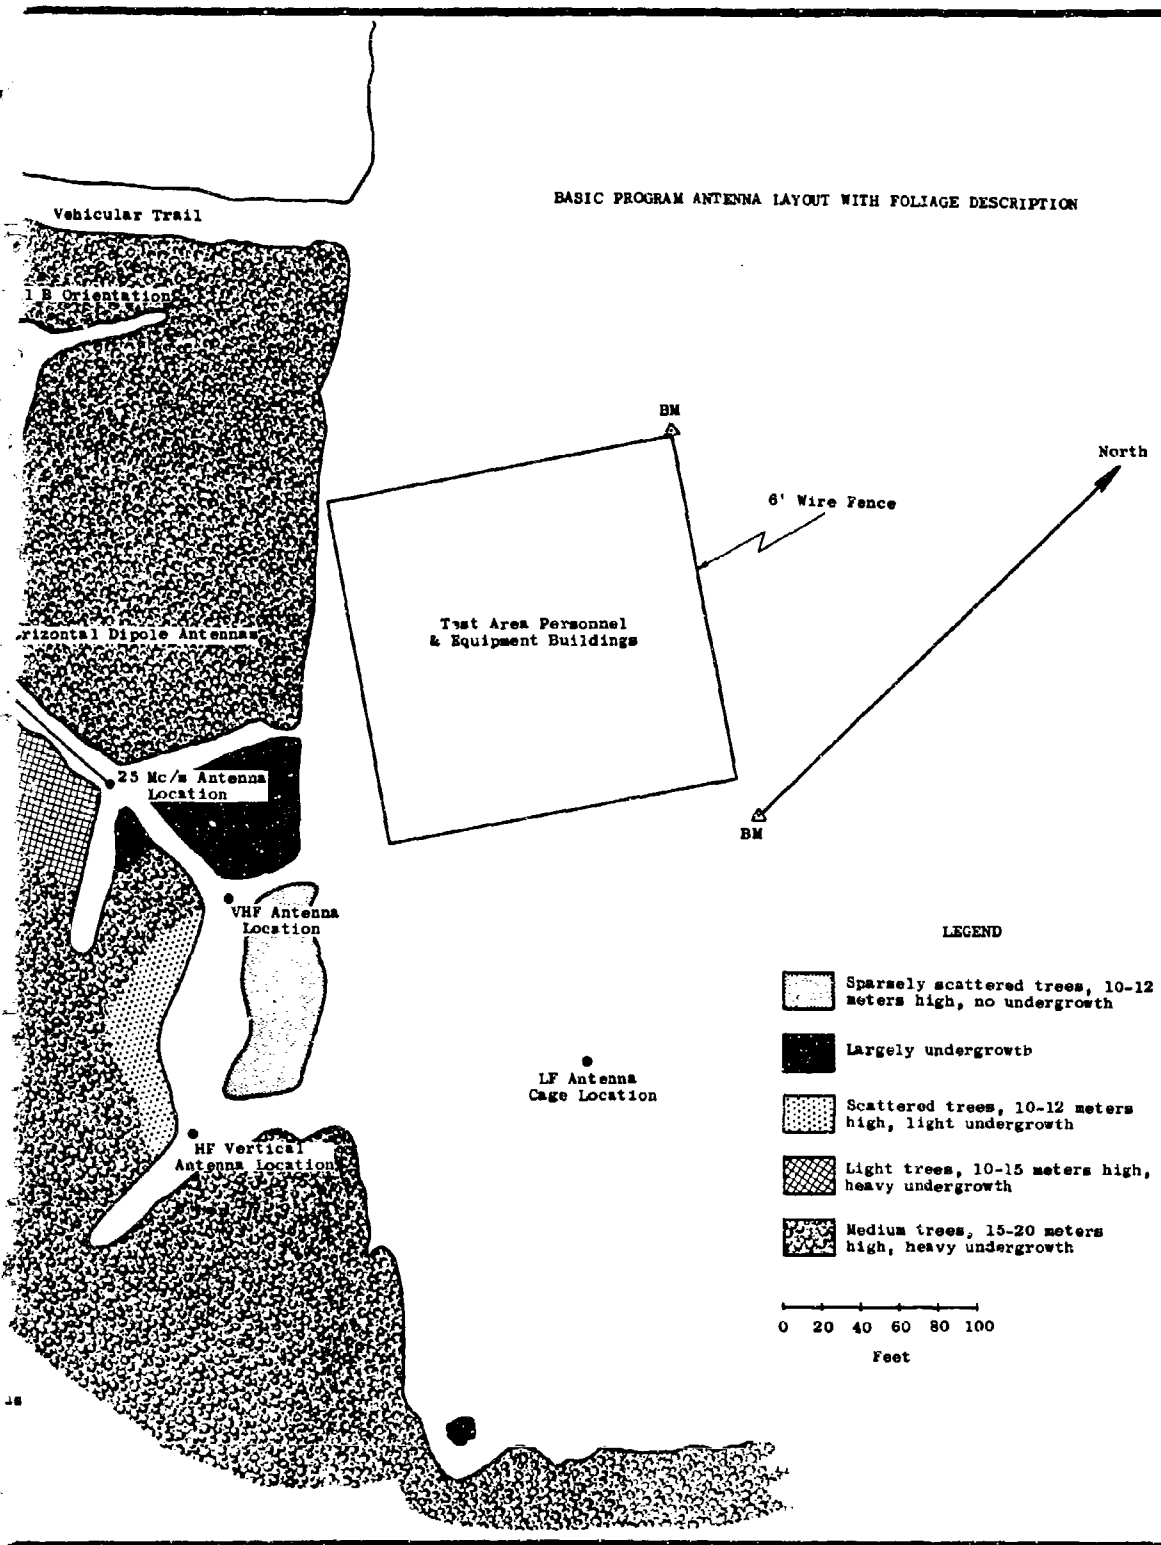 BASIC PROGRAM ANTENNA LAYOUT WITH FOLIAGE DESCRIPTION
Vehicular Trail
l B Orientation
BM
North
6' Wire Fence
Test Area Personnel
& Equipment Buildings
rizontal Dipole Antennas
25 Mc/s Antenna
Location
BM
VHF Antenna
Location
LEGEND
Sparsely scattered trees, 10-12
meters high, no undergrowth
Largely undergrowth
LF Antenna
Cage Location
Scattered trees, 10-12 meters
high, light undergrowth
HF Vertical
Antenna Location
Light trees, 10-15 meters high,
heavy undergrowth
Medium trees, 15-20 meters
high, heavy undergrowth
0 20 40 60 80 100
Feet